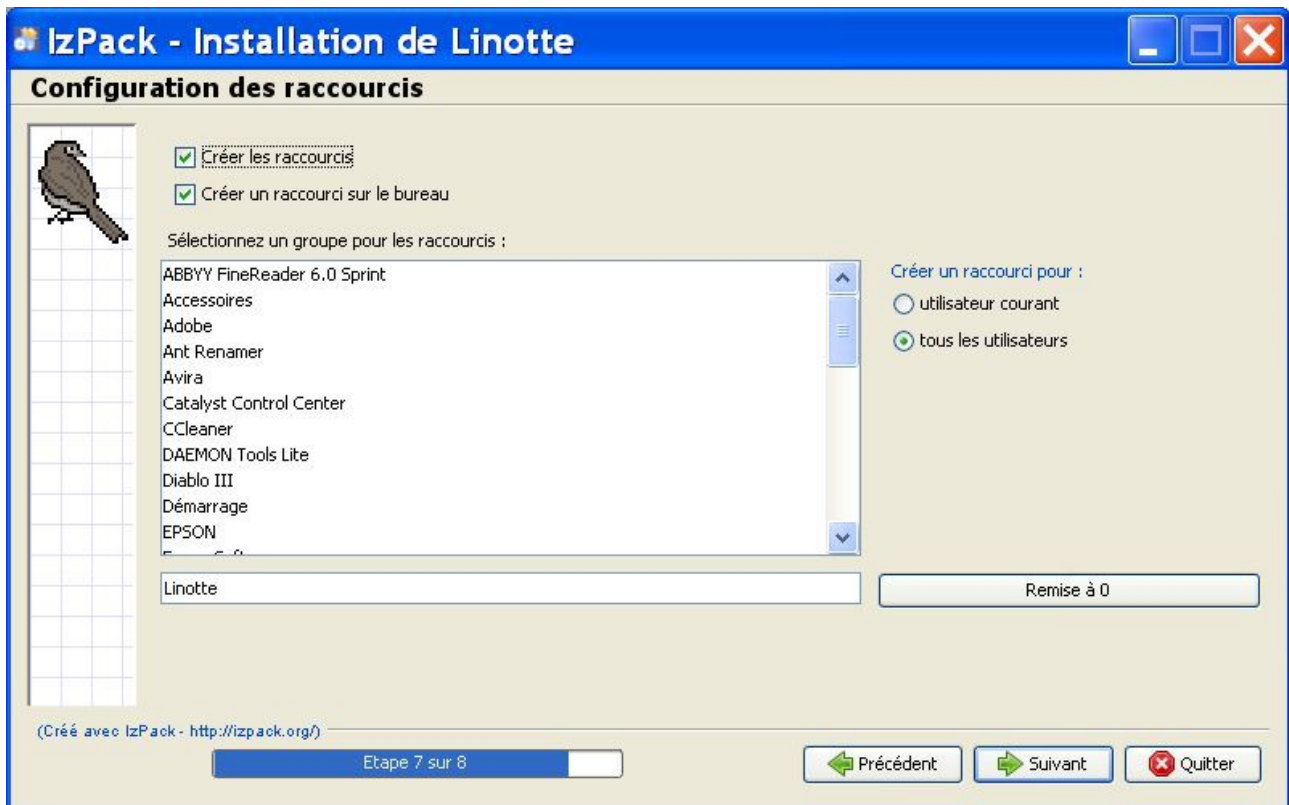 IzPack - Installation de Linotte
Configuration des raccourcis
Créer les raccourcis
Créer un raccourci sur le bureau
Sélectionnez un groupe pour les raccourcis :
ABBYY FineReader 6.0 Sprint
Accessoires
Adobe
Ant Renamer
Avira
Catalyst Control Center
CCleaner
DAEMON Tools Lite
Diablo III
Démarrage
EPSON
Créer un raccourci pour :
utilisateur courant
tous les utilisateurs
Linotte
Remise à 0
(Créé avec IzPack - http://izpack.org/)
Etape 7 sur 8
Précédent
Suivant
Quitter